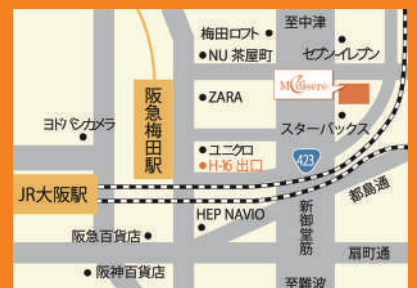 至中津
梅田ロフト
NU 茶屋町
セブンイレブン
Médisere
ZARA
阪急梅田駅
ヨドバシカメラ
スターバックス
ユニクロ
H-16 出口
423
JR大阪駅
都島通
新御堂筋
HEP NAVIO
阪急百貨店
扇町通
阪神百貨店
至難波